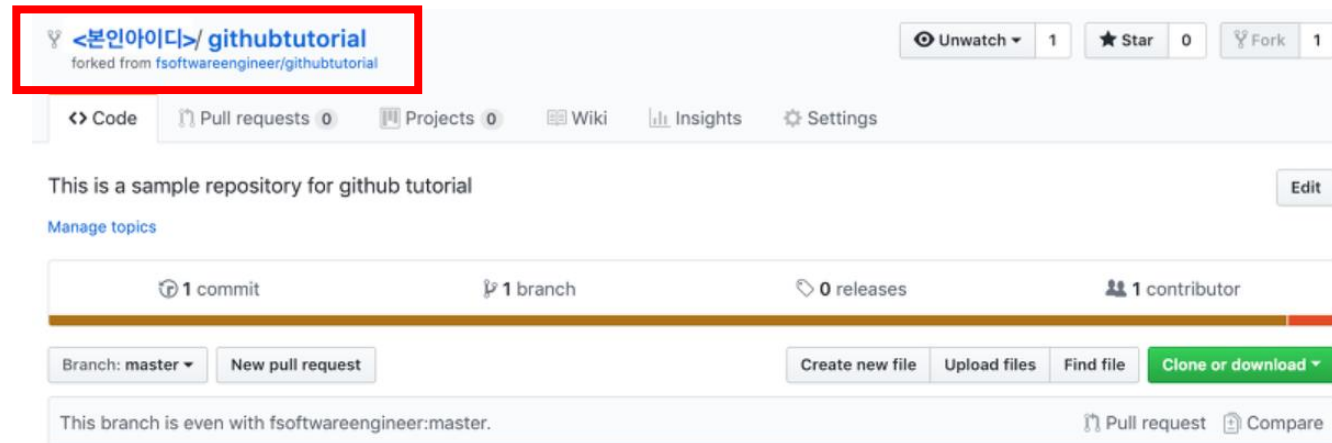 <본인아이디>/ githubtutorial
forked from fsoftwareengineer/githubtutorial
Unwatch 1 Star 0 Fork 1
Code Pull requests 0 Projects 0 Wiki Insights Settings
This is a sample repository for github tutorial
Edit
Manage topics
1 commit 1 branch 0 releases 1 contributor
Branch: master New pull request Create new file Upload files Find file Clone or download
This branch is even with fsoftwareengineer:master. Pull request Compare